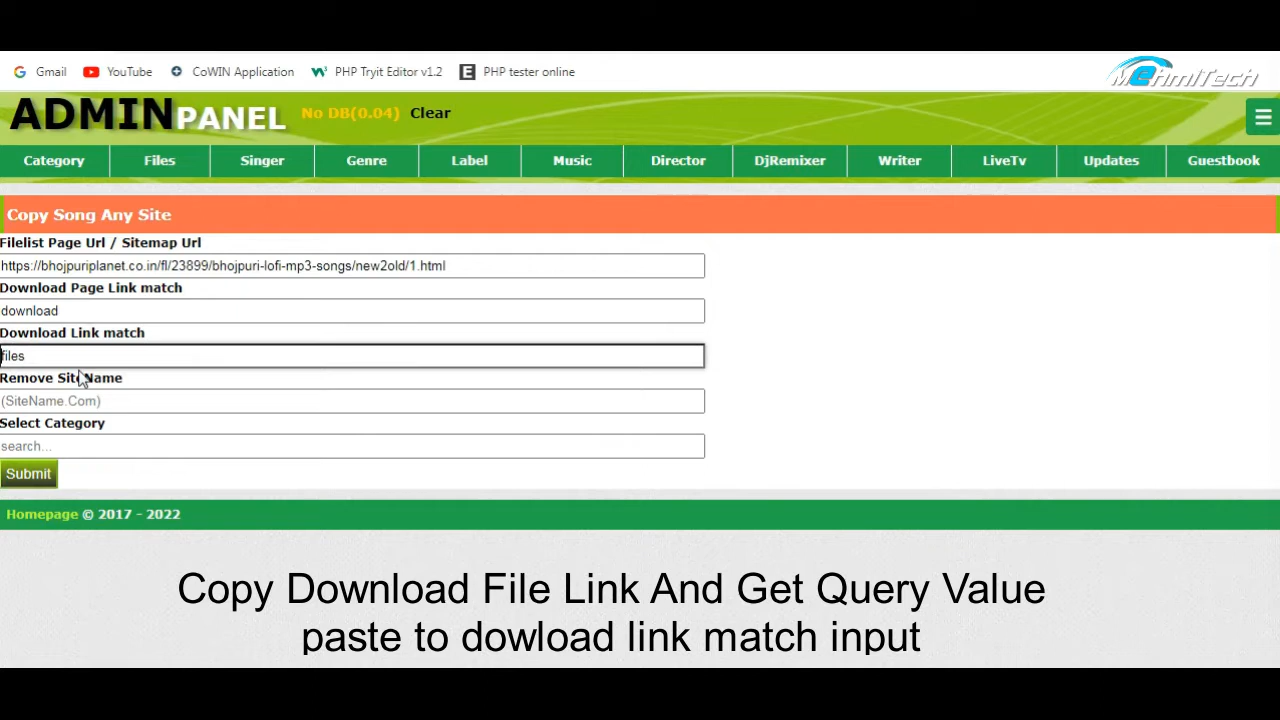 Gmail YouTube CoWIN Application PHP Tryit Editor v1.2 PHP tester online
MehmiTech
ADMINPANEL No DB(0.04) Clear
Category Files Singer Genre Label Music Director DjRemixer Writer LiveTv Updates Guestbook
Copy Song Any Site
Filelist Page Url / Sitemap Url
https://bhojpuriplanet.co.in/fl/23899/bhojpuri-lofi-mp3-songs/new2old/1.html
Download Page Link match
download
Download Link match
files
Remove SiteName
(SiteName.Com)
Select Category
search...
Submit
Homepage © 2017 - 2022
Copy Download File Link And Get Query Value
paste to dowload link match input